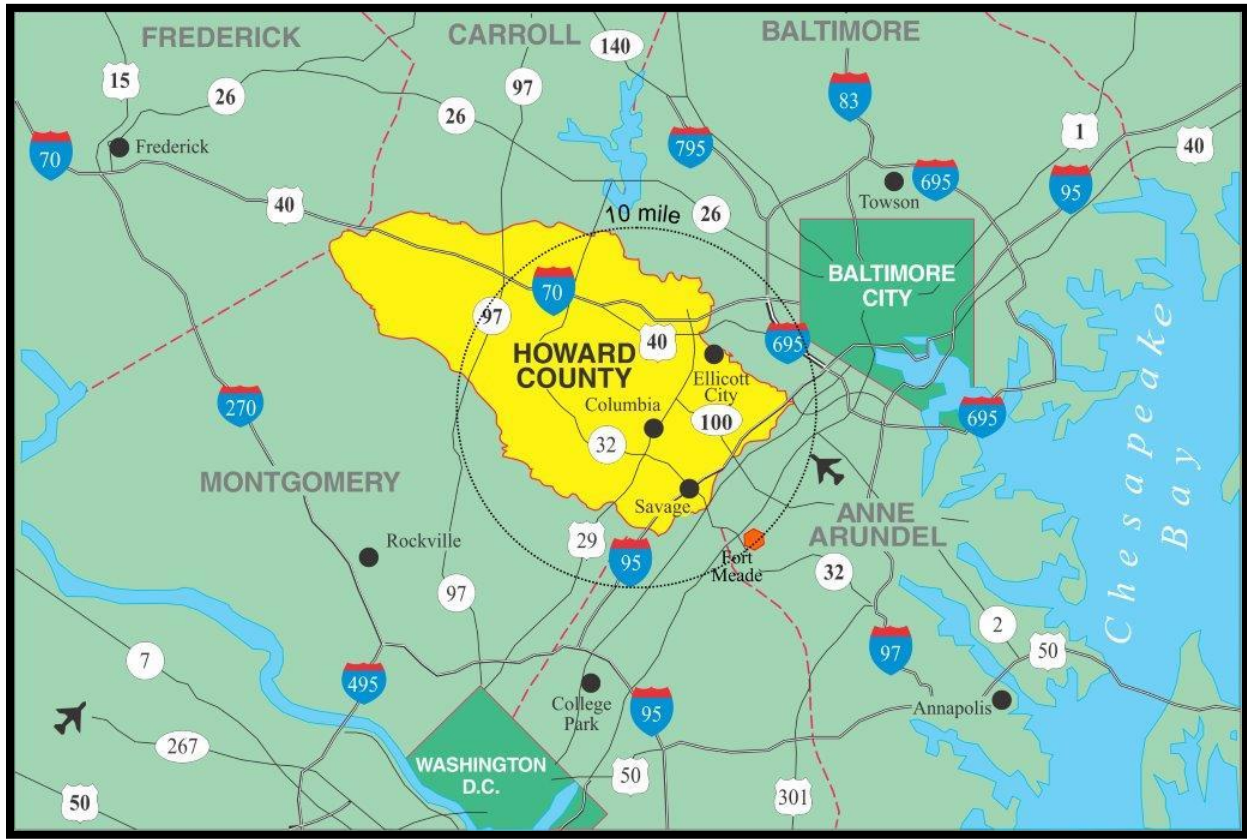 FREDERICK
CARROLL
BALTIMORE
140
15
26
97
83
26
1
Frederick
70
795
40
695
95
Towson
40
10 mile
26
BALTIMORE
CITY
70
97
40
695
HOWARD
COUNTY
Ellicott
City
Columbia
270
100
695
32
MONTGOMERY
Savage
ANNE
ARUNDEL
Chesapeake
Bay
Rockville
29
95
Fort
Meade
32
97
2
7
97
50
495
College
Park
95
Annapolis
267
WASHINGTON
D.C.
50
50
301